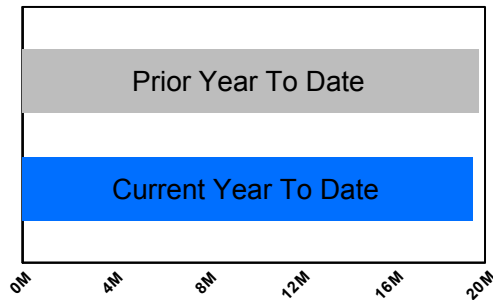 Prior Year To Date
Current Year To Date
0M
4M
8M
12M
16M
20M